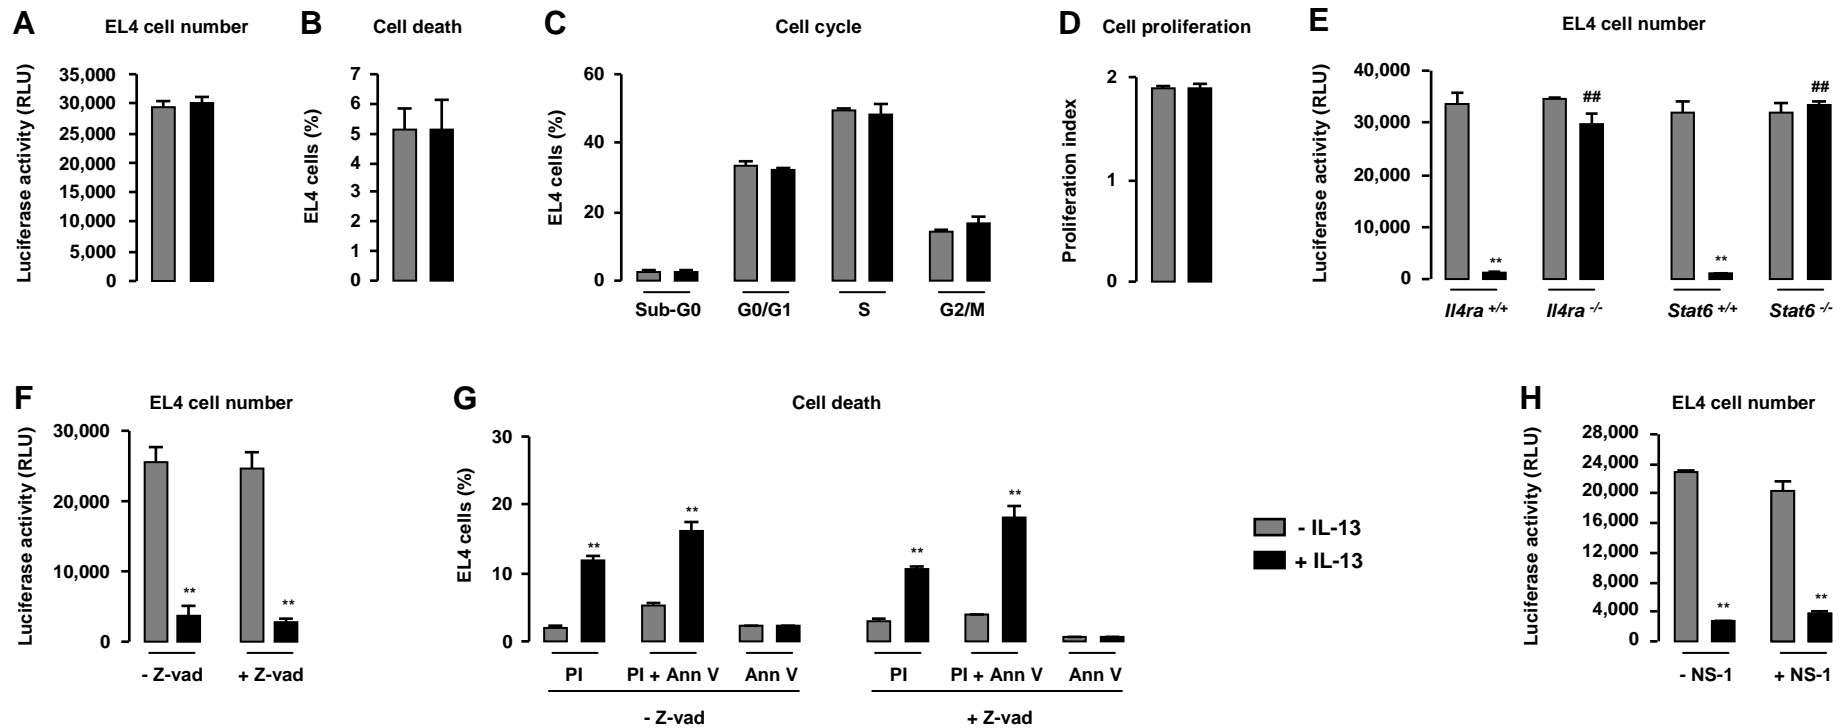 A
EL4 cell number
Luciferase activity (RLU)
35,000
30,000
25,000
20,000
15,000
10,000
5,000
0
B
Cell death
EL4 cells (%)
7
6
5
4
3
2
1
0
C
Cell cycle
EL4 cells (%)
60
40
20
0
Sub-G0 G0/G1 S G2/M
D
Cell proliferation
Proliferation index
2
1
0
E
EL4 cell number
Luciferase activity (RLU)
40,000
30,000
20,000
10,000
0
** ## ** ##
Il4ra +/+ Il4ra -/- Stat6 +/+ Stat6 -/-
F
EL4 cell number
Luciferase activity (RLU)
30,000
20,000
10,000
0
** **
- Z-vad + Z-vad
G
Cell death
EL4 cells (%)
30
20
10
0
** ** ** **
PI PI + Ann V Ann V PI PI + Ann V Ann V
- Z-vad + Z-vad
- IL-13
+ IL-13
H
EL4 cell number
Luciferase activity (RLU)
28,000
24,000
20,000
16,000
12,000
8,000
4,000
0
** **
- NS-1 + NS-1